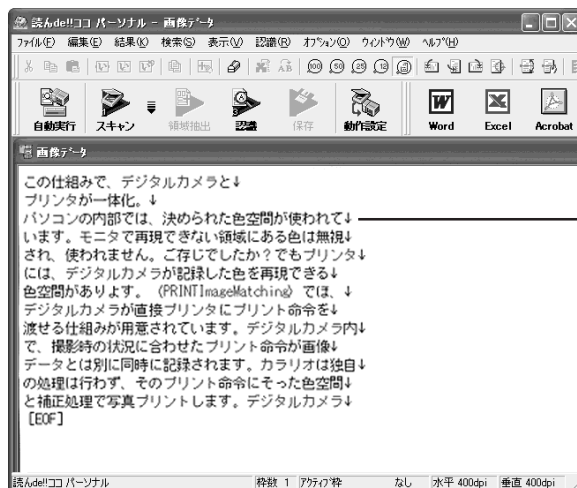 読んde!!ココ パーソナル - 画像データ
ファイル(F) 編集(E) 結果(K) 検索(S) 表示(V) 認識(R) オプション(O) ウィンドウ(W) ヘルプ(H)
100 50 25 12
自動実行 スキャン 領域抽出 認識 保存 動作設定 Word Excel Acrobat
画像データ
この仕組みで、デジタルカメラと↓
プリンタが一体化。↓
パソコンの内部では、決められた色空間が使われて↓
います。モニタで再現できない領域にある色は無視↓
され、使われません。ご存じでしたか?でもプリンタ↓
には、デジタルカメラが記録した色を再現できる↓
色空間があります。(PRINTImageMatching)では、↓
デジタルカメラが直接プリンタにプリント命令を↓
渡せる仕組みが用意されています。デジタルカメラ内↓
で、撮影時の状況に合わせたプリント命令が画像↓
データとは別に同時に記録されます。カラリオは独自↓
の処理は行わず、そのプリント命令にそった色空間↓
と補正処理で写真プリントします。デジタルカメラ↓
[EOF]
読んde!!ココ パーソナル 枠数 1 アクティブ枠 なし 水平 400dpi 垂直 400dpi